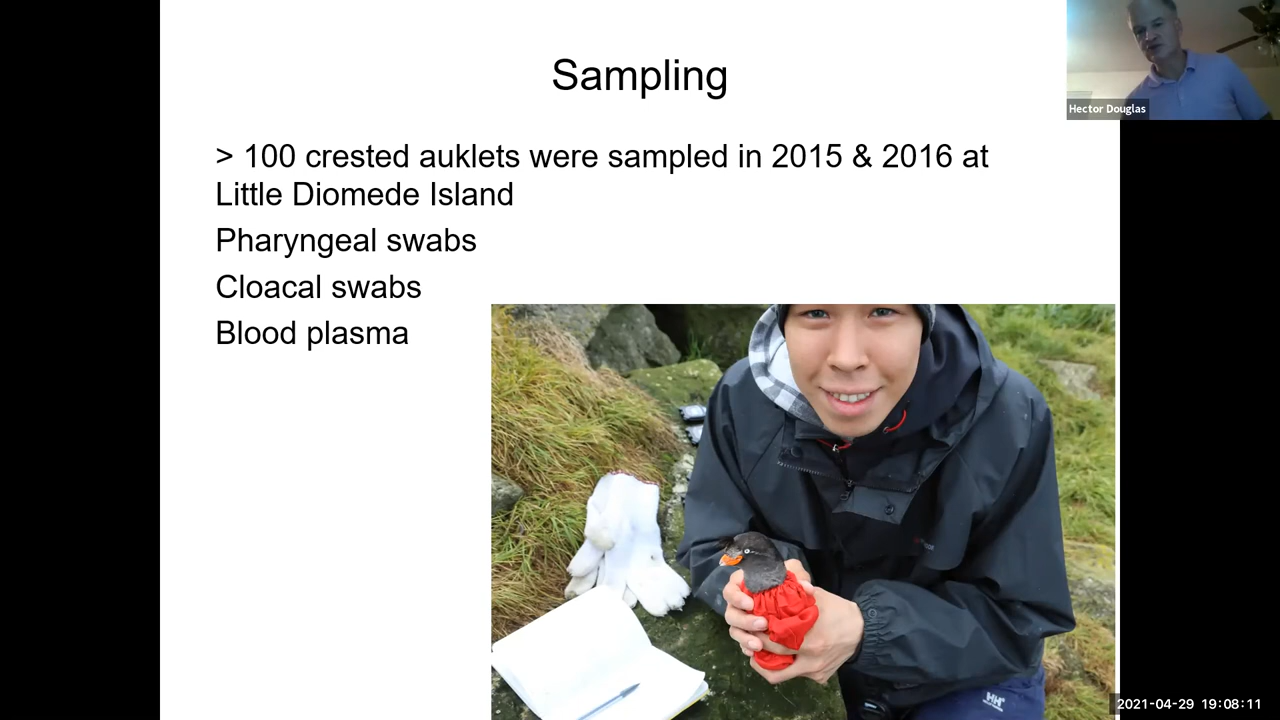 Sampling
Hector Douglas
> 100 crested auklets were sampled in 2015 & 2016 at
Little Diomede Island
Pharyngeal swabs
Cloacal swabs
Blood plasma
HH
2021-04-29 19:08:11